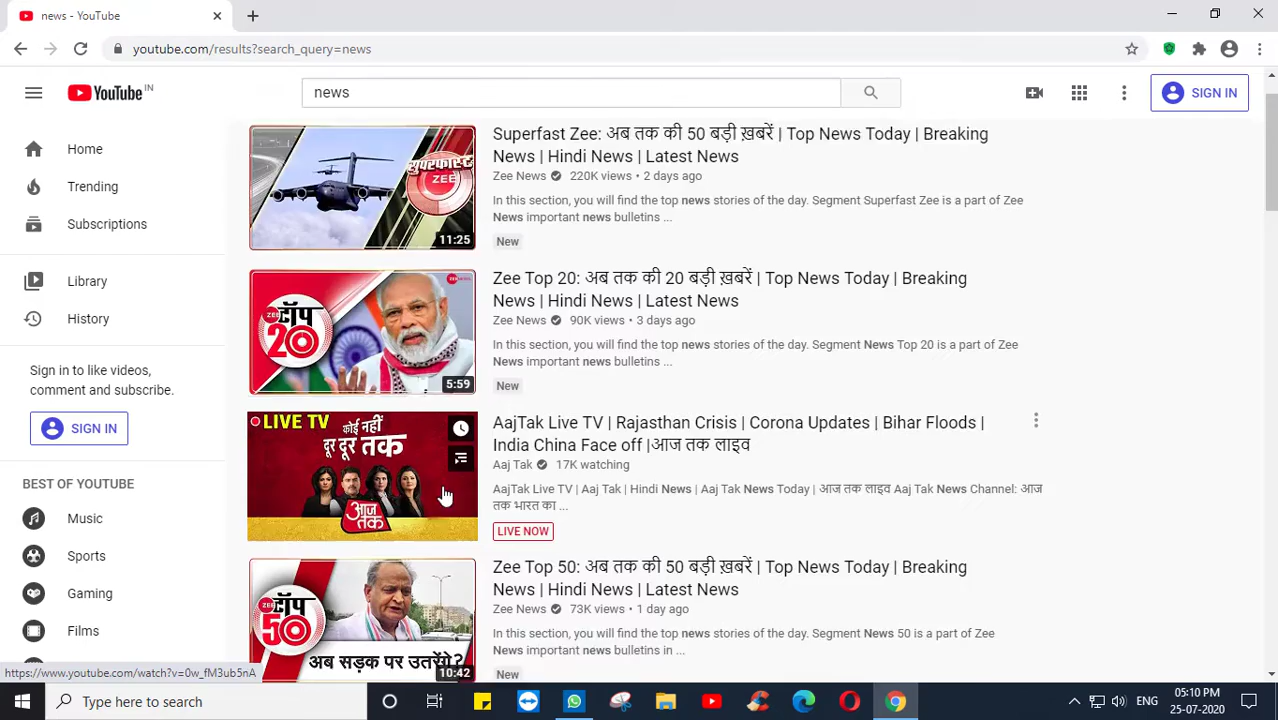 news - YouTube
youtube.com/results?search_query=news
YouTube IN
news
SIGN IN
Home
Trending
Subscriptions
Library
History
Sign in to like videos,
comment and subscribe.
SIGN IN
BEST OF YOUTUBE
Music
Sports
Gaming
Films
सुपरफास्ट
ZEE
11:25
Superfast Zee: अब तक की 50 बड़ी ख़बरें | Top News Today | Breaking
News | Hindi News | Latest News
Zee News 220K views • 2 days ago
In this section, you will find the top news stories of the day. Segment Superfast Zee is a part of Zee
News important news bulletins ...
New
ZEE
टॉप
20
5:59
Zee Top 20: अब तक की 20 बड़ी ख़बरें | Top News Today | Breaking
News | Hindi News | Latest News
Zee News 90K views • 3 days ago
In this section, you will find the top news stories of the day. Segment News Top 20 is a part of Zee
News important news bulletins ...
New
LIVE TV
कोई नहीं
दूर दूर तक
आज
तक
AajTak Live TV | Rajasthan Crisis | Corona Updates | Bihar Floods |
India China Face off |आज तक लाइव
Aaj Tak 17K watching
AajTak Live TV | Aaj Tak | Hindi News | Aaj Tak News Today | आज तक लाइव Aaj Tak News Channel: आज
तक भारत का ...
LIVE NOW
ZEE
टॉप
50
अब सड़क पर उतरेंगे?
10:42
Zee Top 50: अब तक की 50 बड़ी ख़बरें | Top News Today | Breaking
News | Hindi News | Latest News
Zee News 73K views • 1 day ago
In this section, you will find the top news stories of the day. Segment News 50 is a part of Zee
News important news bulletins in ...
New
https://www.youtube.com/watch?v=0w_fM3ub5nA
Type here to search
ENG
05:10 PM
25-07-2020